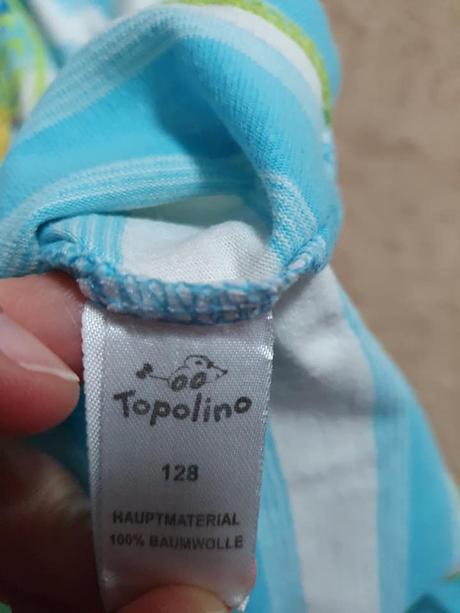 Topolino
128
HAUPTMATERIAL
100% BAUMWOLLE